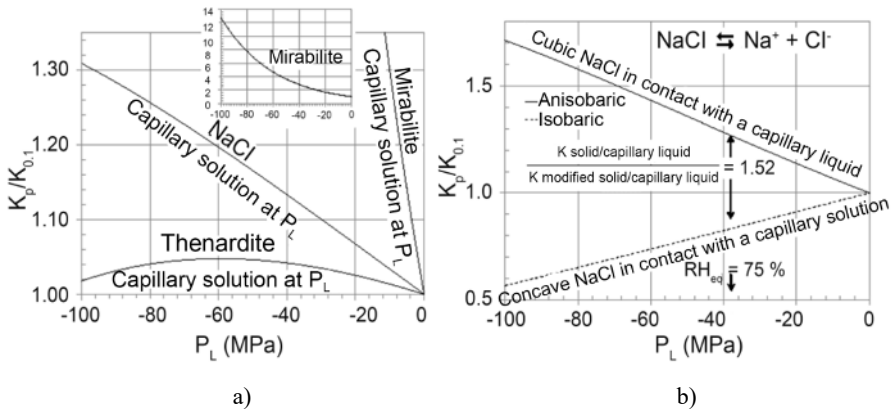 14
12
10
8
6
4
2
0
-100 -80 -60 -40 -20 0
Mirabilite
1.30
1.20
1.10
1.00
K_p/K_0.1
NaCl
Capillary solution at P_L
Mirabilite
Capillary solution at P_L
Thenardite
Capillary solution at P_L
-100 -80 -60 -40 -20 0
P_L (MPa)
a)
1.5
1.0
0.5
K_p/K_0.1
NaCl ⇆ Na⁺ + Cl⁻
Cubic NaCl in contact with a capillary liquid
—Anisobaric
----Isobaric
K solid/capillary liquid
K modified solid/capillary liquid
= 1.52
Concave NaCl in contact with a capillary solution
RH_eq = 75 %
-100 -80 -60 -40 -20 0
P_L (MPa)
b)